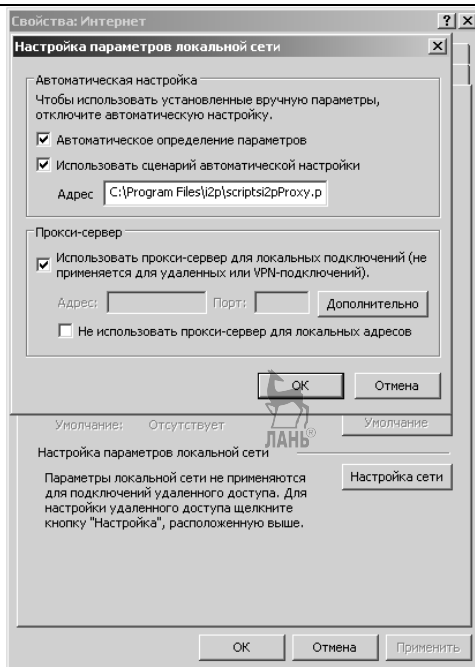 Свойства: Интернет
Настройка параметров локальной сети
Автоматическая настройка
Чтобы использовать установленные вручную параметры,
отключите автоматическую настройку.
Автоматическое определение параметров
Использовать сценарий автоматической настройки
Адрес C:\Program Files\i2p\scriptsi2pProxy.p
Прокси-сервер
Использовать прокси-сервер для локальных подключений (не
применяется для удаленных или VPN-подключений).
Адрес: Порт: Дополнительно
Не использовать прокси-сервер для локальных адресов
ОК Отмена
Умолчание: Отсутствует Умолчание
ЛАНЬ®
Настройка параметров локальной сети
Параметры локальной сети не применяются
для подключений удаленного доступа. Для
настройки удаленного доступа щелкните
кнопку "Настройка", расположенную выше.
Настройка сети
ОК Отмена Применить